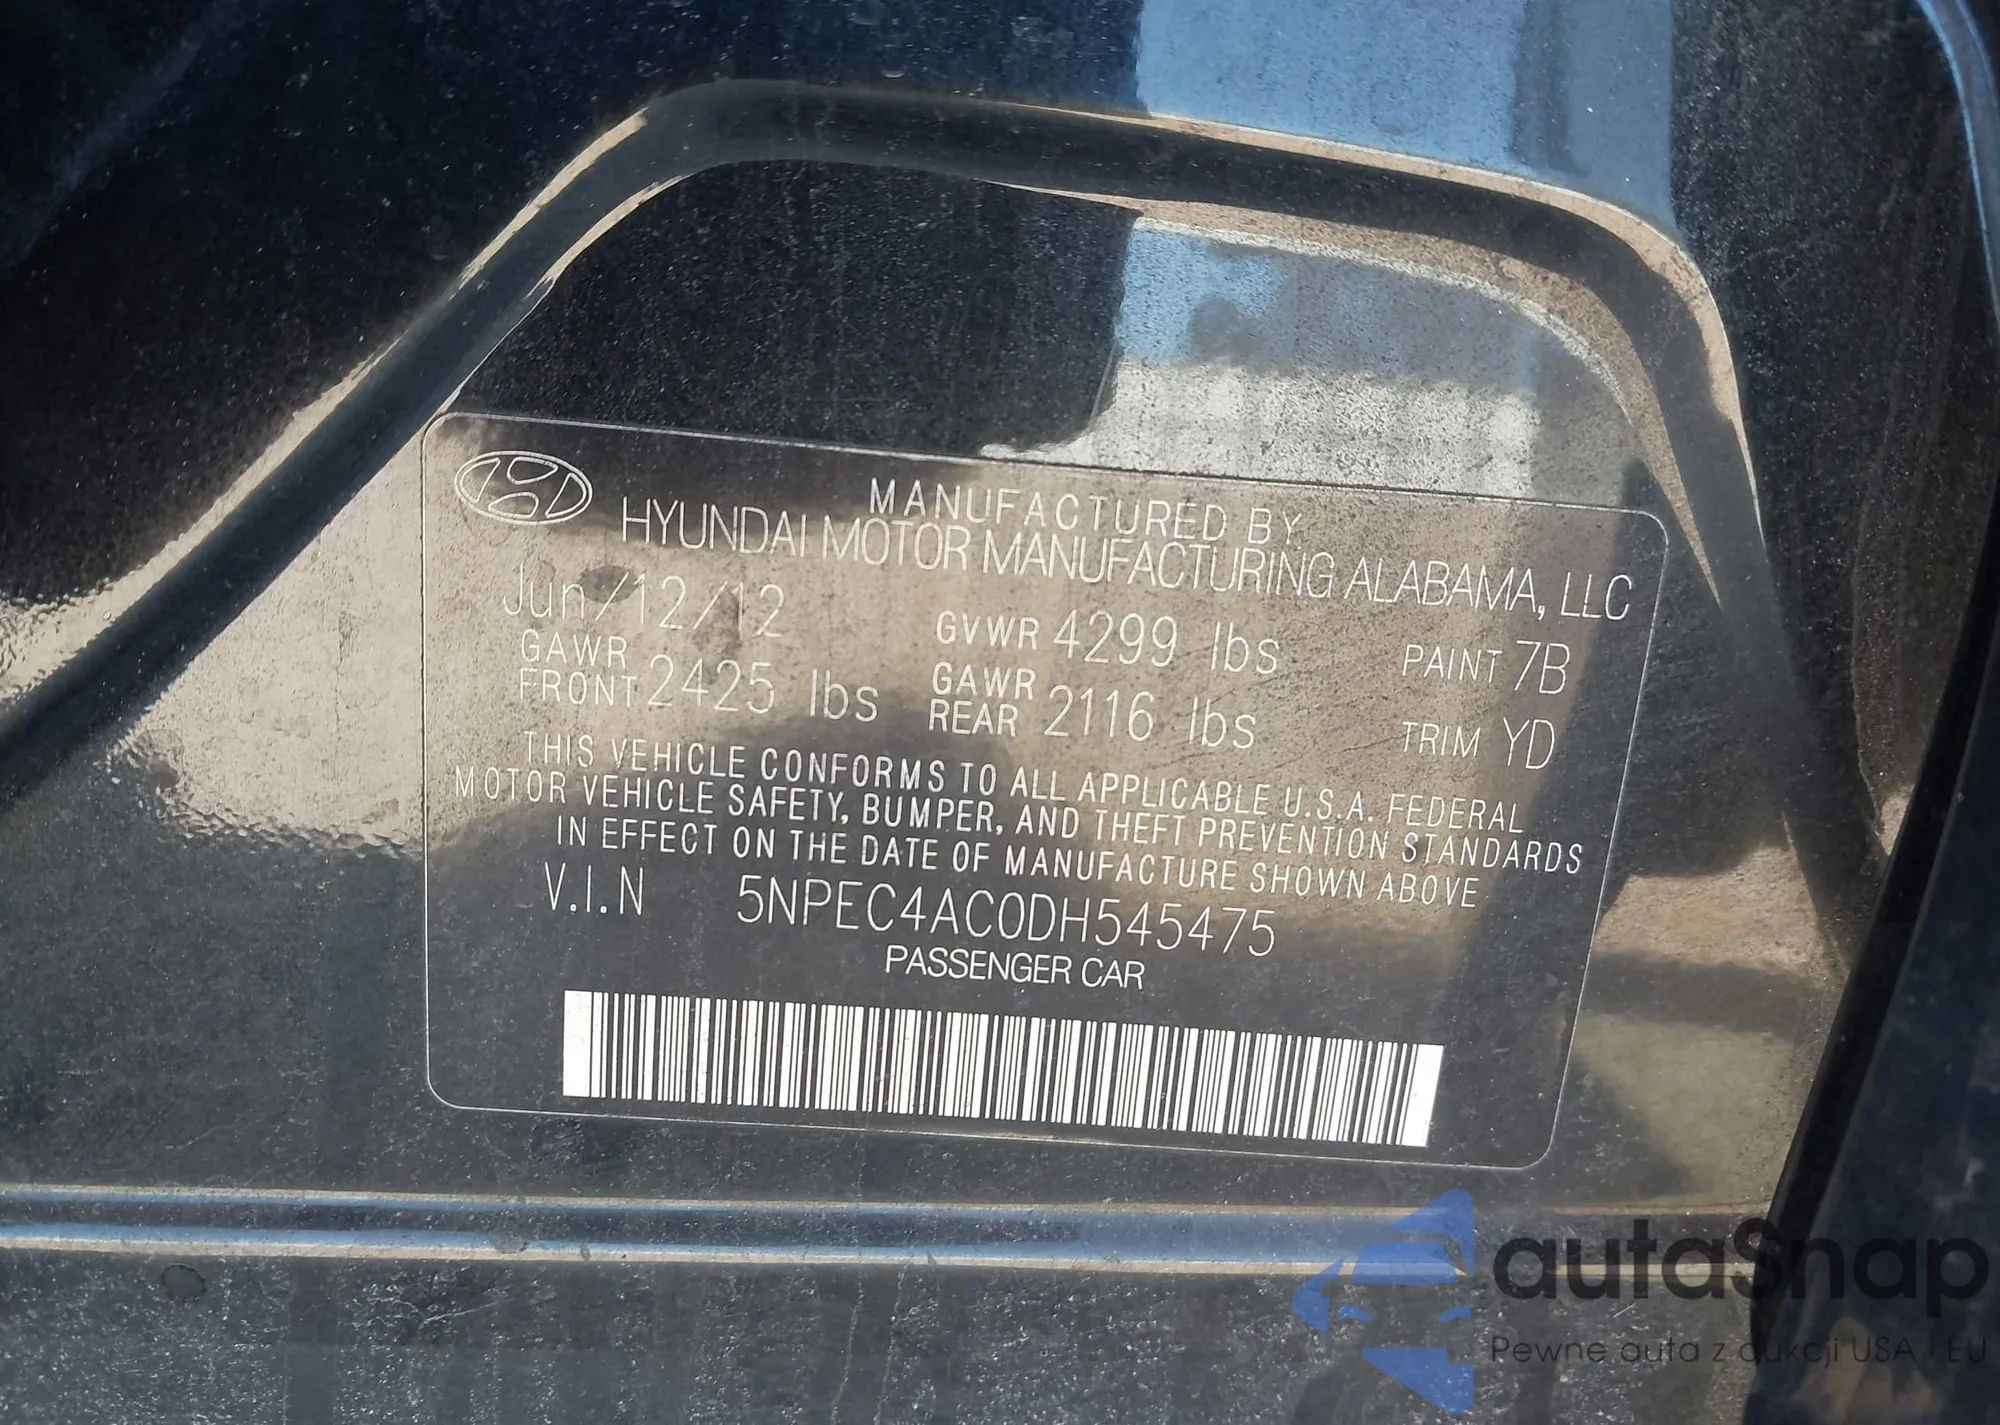 MANUFACTURED BY
HYUNDAI MOTOR MANUFACTURING ALABAMA, LLC
Jun/12/12 GVWR 4299 lbs PAINT 7B
GAWR FRONT 2425 lbs GAWR REAR 2116 lbs TRIM YD
THIS VEHICLE CONFORMS TO ALL APPLICABLE U.S.A. FEDERAL
MOTOR VEHICLE SAFETY, BUMPER, AND THEFT PREVENTION STANDARDS
IN EFFECT ON THE DATE OF MANUFACTURE SHOWN ABOVE
V.I.N 5NPEC4AC0DH545475
PASSENGER CAR
autaSnap
Pewne auta z aukcji USA i EU